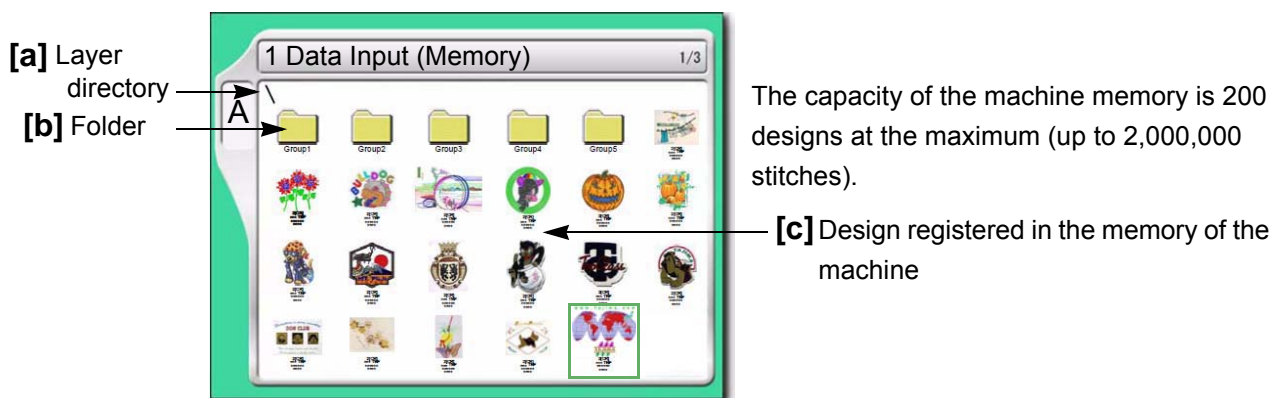 [a] Layer
directory
[b] Folder
1 Data Input (Memory) 1/3
A
\
Group1 Group2 Group3 Group4 Group5
BULLDOG
The capacity of the machine memory is 200
designs at the maximum (up to 2,000,000
stitches).
[c] Design registered in the memory of the
machine